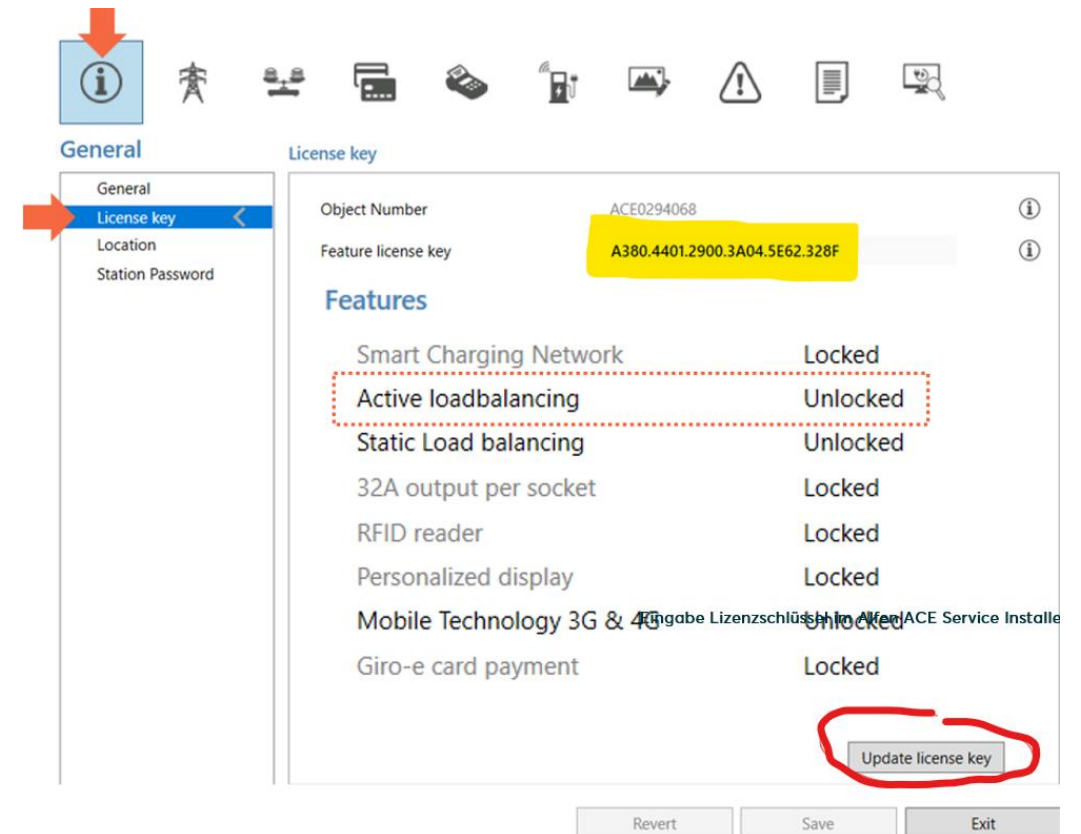 General
License key
General
License key
Location
Station Password
Object Number ACE0294068
Feature license key A380.4401.2900.3A04.5E62.328F
Features
Smart Charging Network Locked
Active loadbalancing Unlocked
Static Load balancing Unlocked
32A output per socket Locked
RFID reader Locked
Personalized display Locked
Mobile Technology 3G & 4G Unlocked
Eingabe Lizenzschlüssel im Alfen ACE Service Installe
Giro-e card payment Locked
Update license key
Revert Save Exit